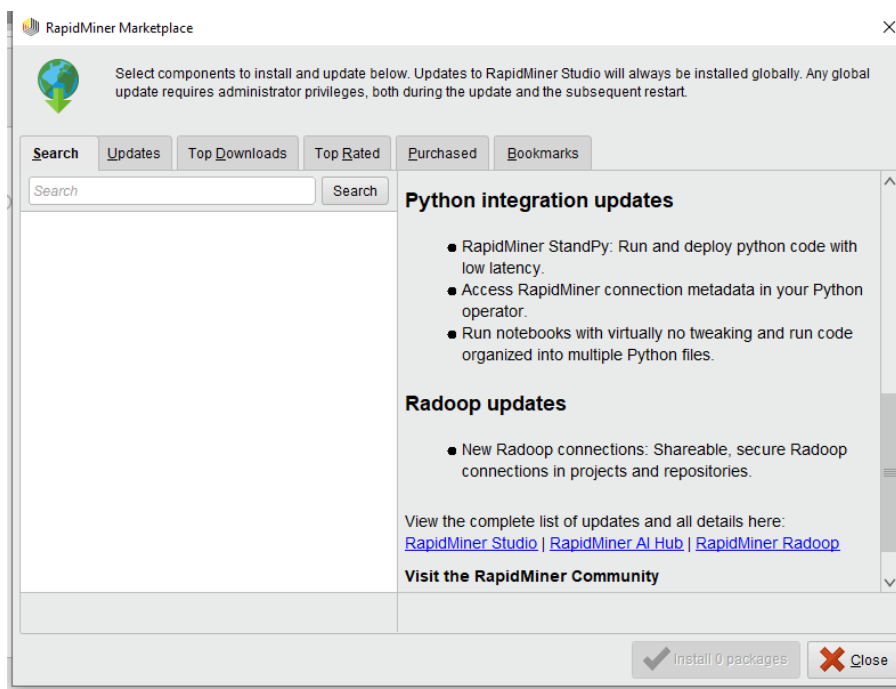 RapidMiner Marketplace
Select components to install and update below. Updates to RapidMiner Studio will always be installed globally. Any global
update requires administrator privileges, both during the update and the subsequent restart.
Search Updates Top Downloads Top Rated Purchased Bookmarks
Search Search
Python integration updates
RapidMiner StandPy: Run and deploy python code with
low latency.
Access RapidMiner connection metadata in your Python
operator.
Run notebooks with virtually no tweaking and run code
organized into multiple Python files.
Radoop updates
New Radoop connections: Shareable, secure Radoop
connections in projects and repositories.
View the complete list of updates and all details here:
RapidMiner Studio | RapidMiner AI Hub | RapidMiner Radoop
Visit the RapidMiner Community
Install 0 packages Close